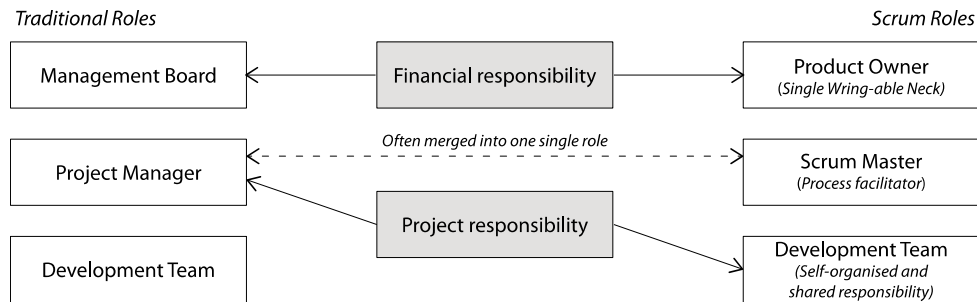 Traditional Roles
Scrum Roles
Management Board
Financial responsibility
Product Owner
(Single Wring-able Neck)
Often merged into one single role
Project Manager
Scrum Master
(Process facilitator)
Project responsibility
Development Team
Development Team
(Self-organised and
shared responsibility)